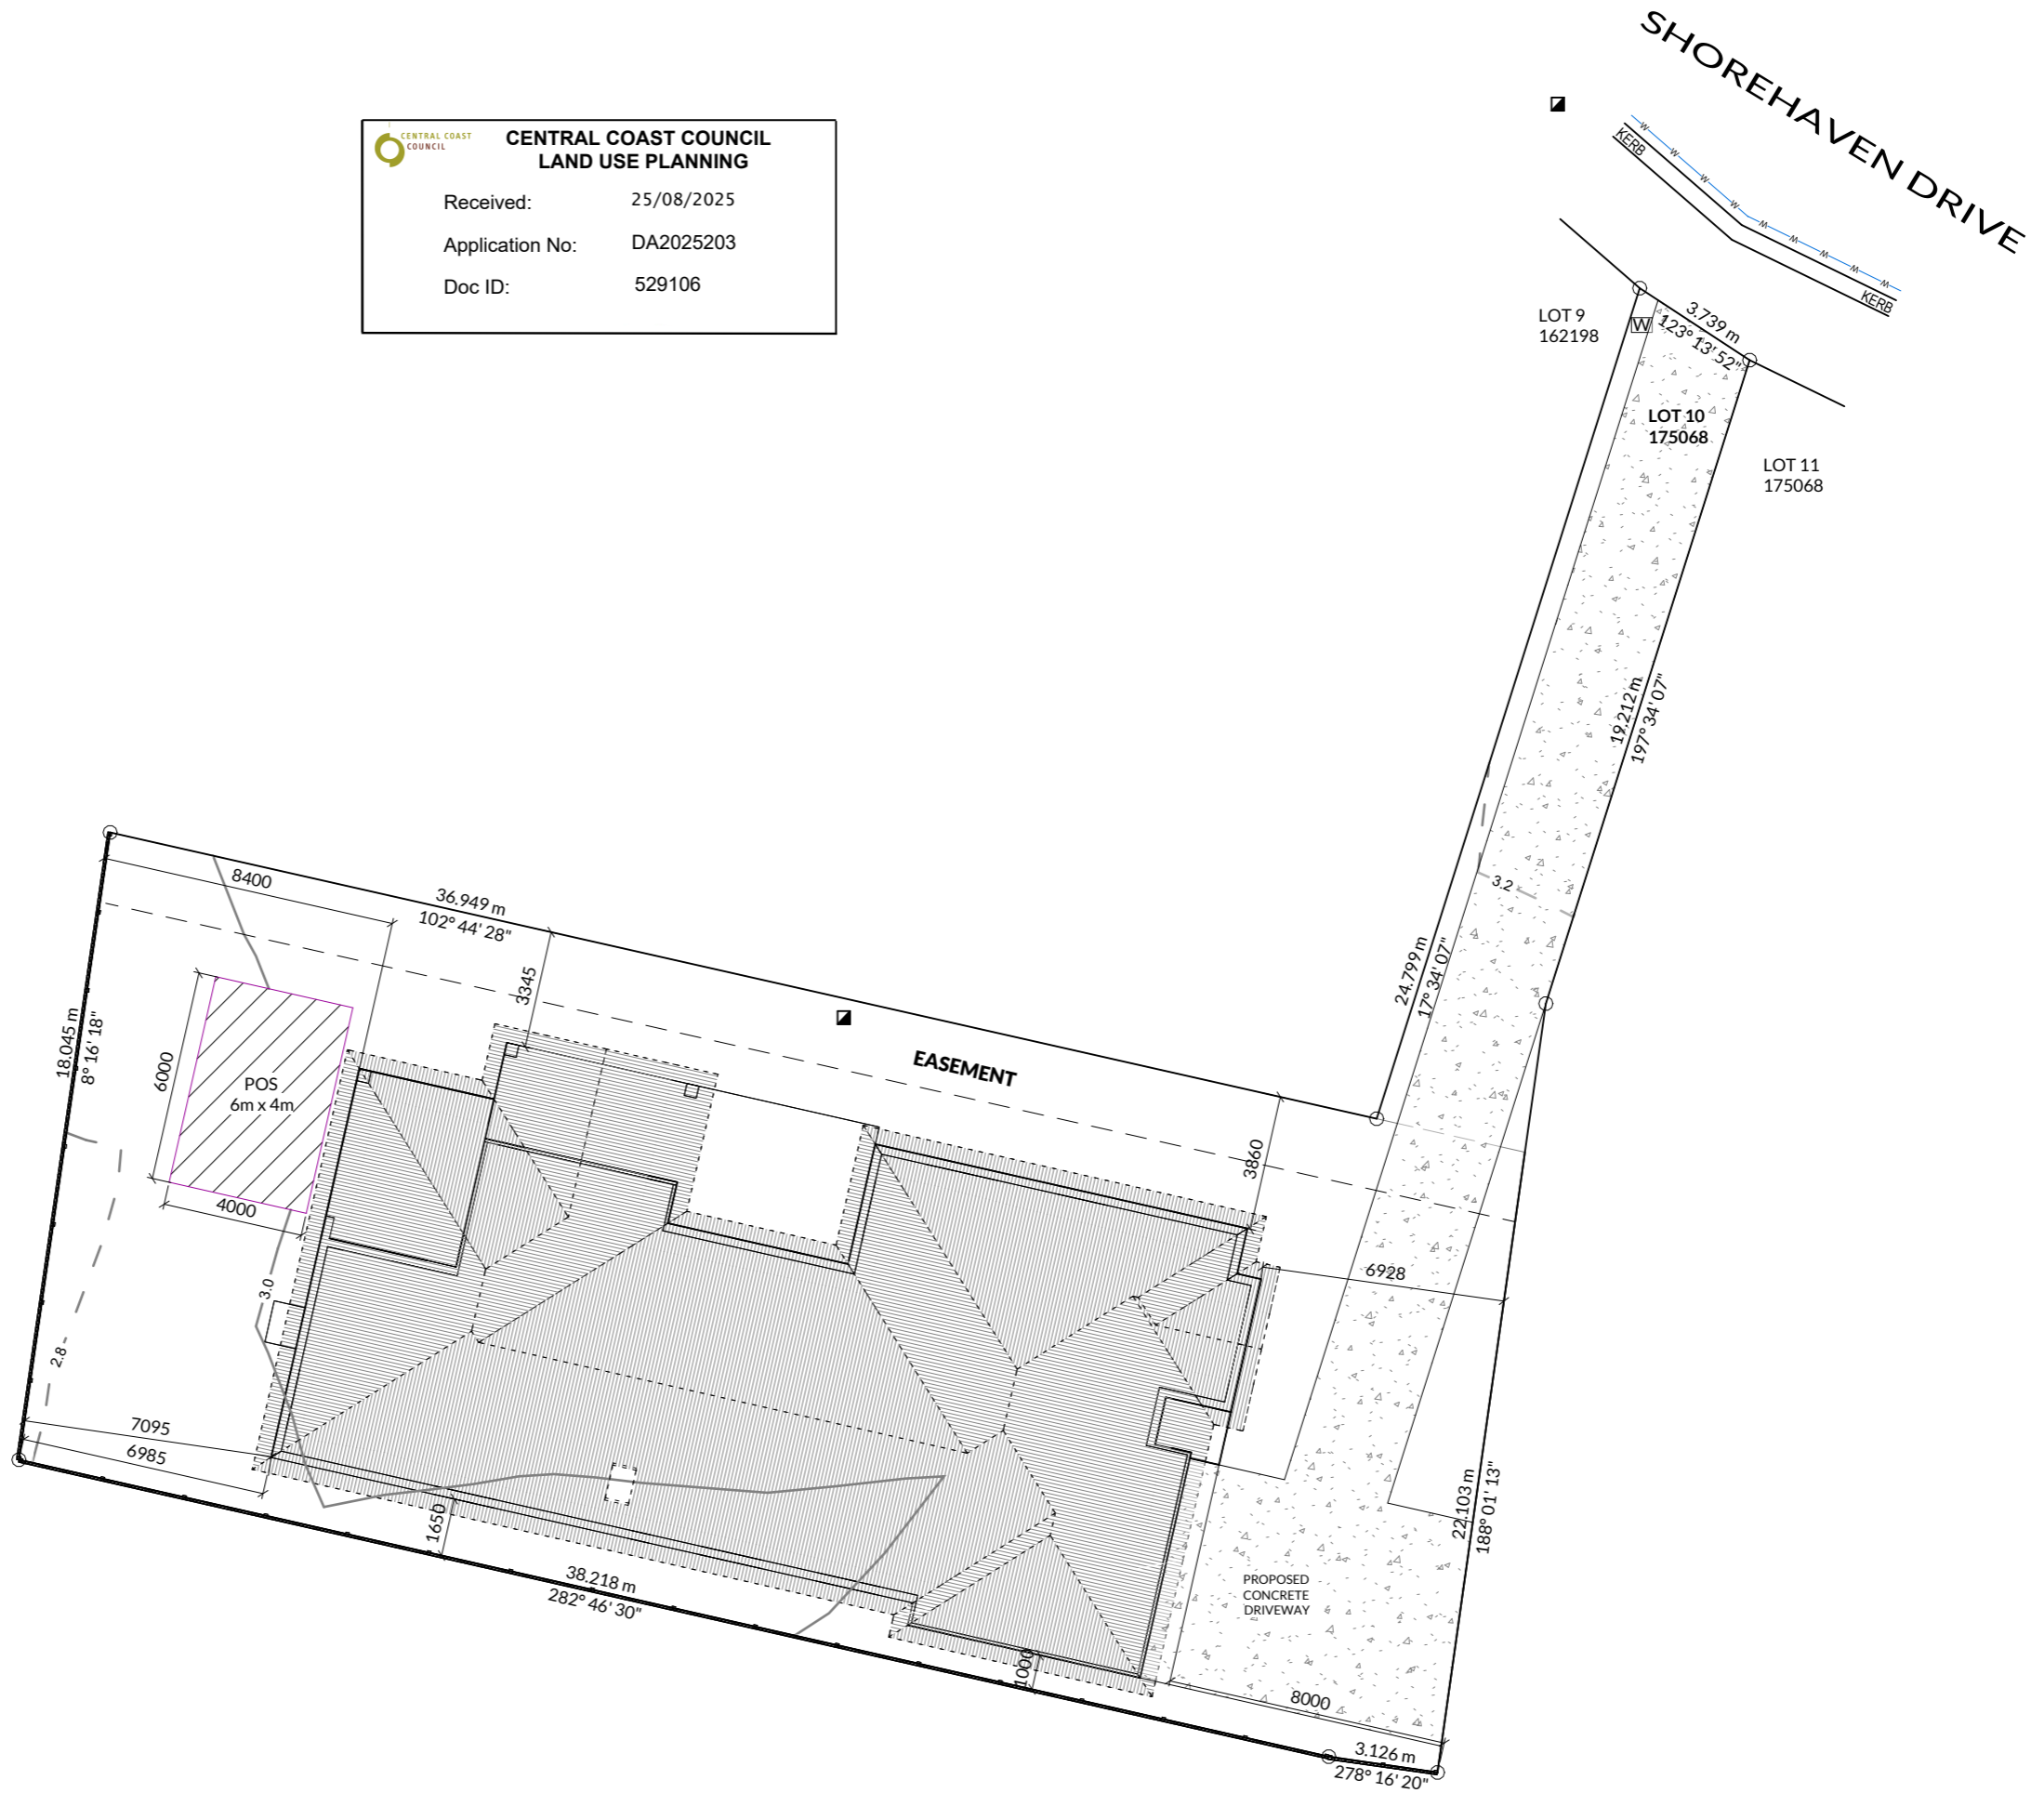 SHOREHAVEN DRIVE
CENTRAL COAST
COUNCIL
CENTRAL COAST COUNCIL
LAND USE PLANNING
Received: 25/08/2025
Application No: DA2025203
Doc ID: 529106
W W W W W W W W W
KERB
KERB
LOT 9
162198
W
3.739 m
123° 13' 52"
LOT 10
175068
LOT 11
175068
19.212 m
197° 34' 07"
3.2
24.799 m
17° 34' 07"
8400
36.949 m
102° 44' 28"
3345
18.045 m
8° 16' 18"
6000
POS
6m x 4m
4000
EASEMENT
3860
6928
3.0
2.8
7095
6985
1650
38.218 m
282° 46' 30"
1000
22.103 m
188° 01' 13"
PROPOSED
CONCRETE
DRIVEWAY
8000
3.126 m
278° 16' 20"